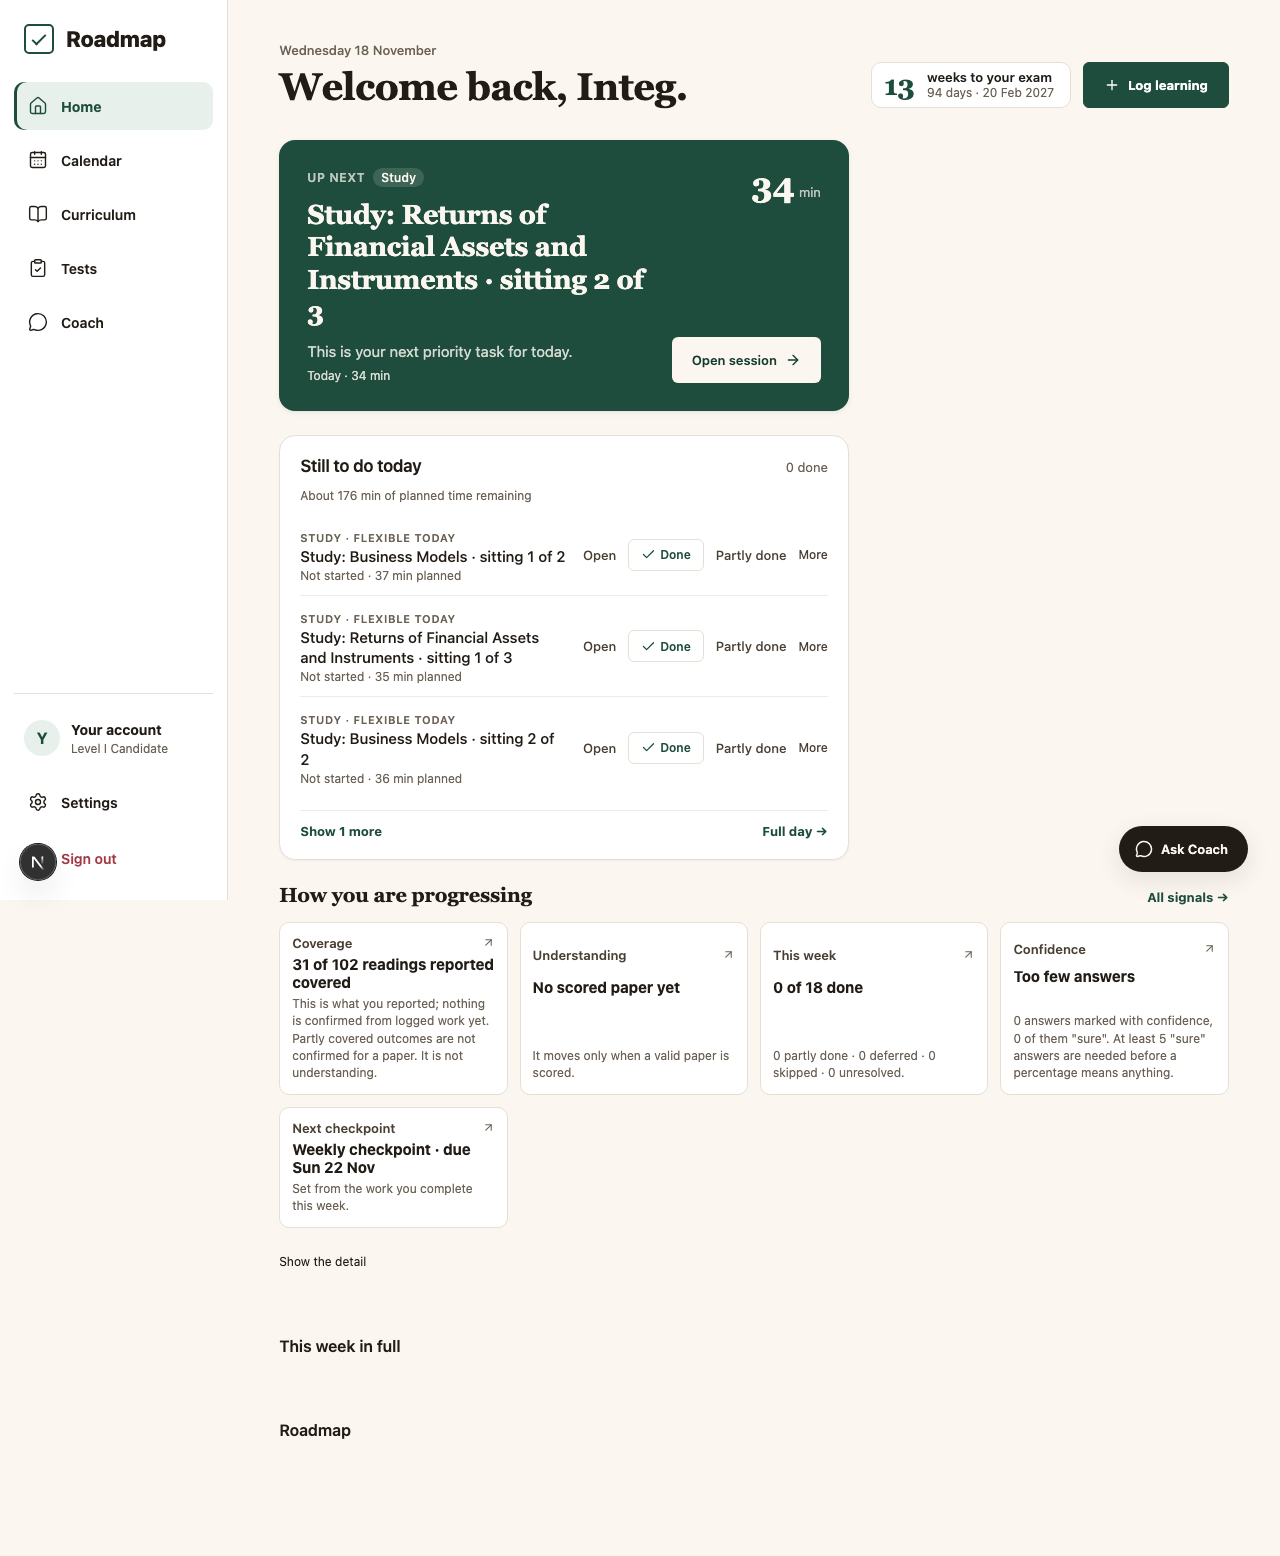 Roadmap
Home
Calendar
Curriculum
Tests
Coach
Your account
Y
Level I Candidate
Settings
N
Sign out
Wednesday 18 November
Welcome back, Integ.
13
weeks to your exam
94 days · 20 Feb 2027
Log learning
UP NEXT Study
34 min
Study: Returns of
Financial Assets and
Instruments · sitting 2 of
3
This is your next priority task for today.
Today · 34 min
Open session
Still to do today
0 done
About 176 min of planned time remaining
STUDY · FLEXIBLE TODAY
Study: Business Models · sitting 1 of 2
Not started · 37 min planned
Open Done Partly done More
STUDY · FLEXIBLE TODAY
Study: Returns of Financial Assets
and Instruments · sitting 1 of 3
Not started · 35 min planned
Open Done Partly done More
STUDY · FLEXIBLE TODAY
Study: Business Models · sitting 2 of
2
Not started · 36 min planned
Open Done Partly done More
Show 1 more
Full day →
Ask Coach
How you are progressing
All signals →
Coverage
31 of 102 readings reported
covered
This is what you reported; nothing
is confirmed from logged work yet.
Partly covered outcomes are not
confirmed for a paper. It is not
understanding.
Understanding
No scored paper yet
It moves only when a valid paper is
scored.
This week
0 of 18 done
0 partly done · 0 deferred · 0
skipped · 0 unresolved.
Confidence
Too few answers
0 answers marked with confidence,
0 of them "sure". At least 5 "sure"
answers are needed before a
percentage means anything.
Next checkpoint
Weekly checkpoint · due
Sun 22 Nov
Set from the work you complete
this week.
Show the detail
This week in full
Roadmap